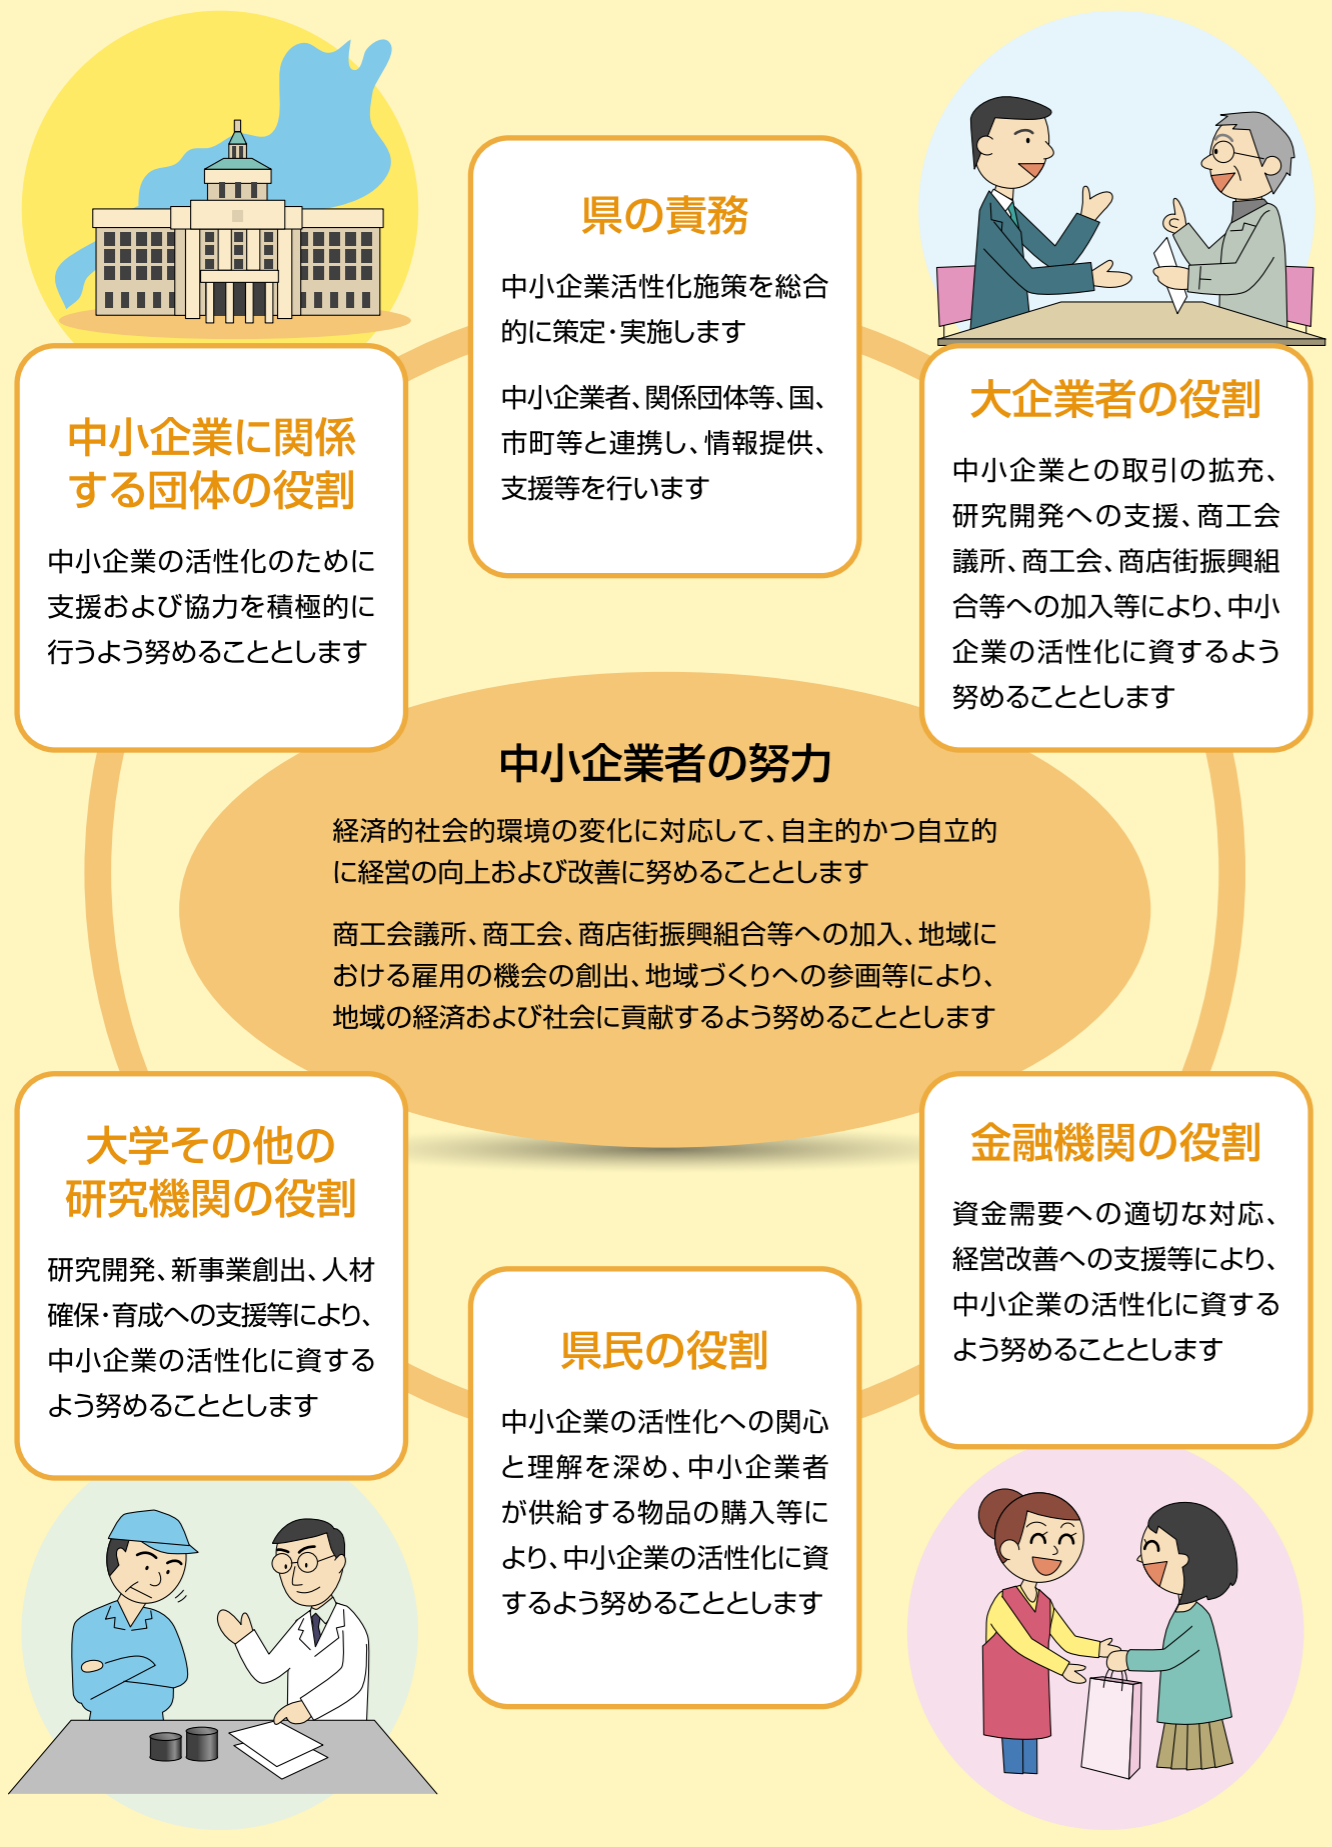 県の責務
中小企業活性化施策を総合
的に策定・実施します
中小企業者、関係団体等、国、
市町等と連携し、情報提供、
支援等を行います
大企業者の役割
中小企業との取引の拡充、
研究開発への支援、商工会
議所、商工会、商店街振興組
合等への加入等により、中小
企業の活性化に資するよう
努めることとします
中小企業に関係
する団体の役割
中小企業の活性化のために
支援および協力を積極的に
行うよう努めることとします
中小企業者の努力
経済的社会的環境の変化に対応して、自主的かつ自立的
に経営の向上および改善に努めることとします
商工会議所、商工会、商店街振興組合等への加入、地域に
おける雇用の機会の創出、地域づくりへの参画等により、
地域の経済および社会に貢献するよう努めることとします
大学その他の
研究機関の役割
研究開発、新事業創出、人材
確保・育成への支援等により、
中小企業の活性化に資する
よう努めることとします
金融機関の役割
資金需要への適切な対応、
経営改善への支援等により、
中小企業の活性化に資する
よう努めることとします
県民の役割
中小企業の活性化への関心
と理解を深め、中小企業者
が供給する物品の購入等に
より、中小企業の活性化に資
するよう努めることとします